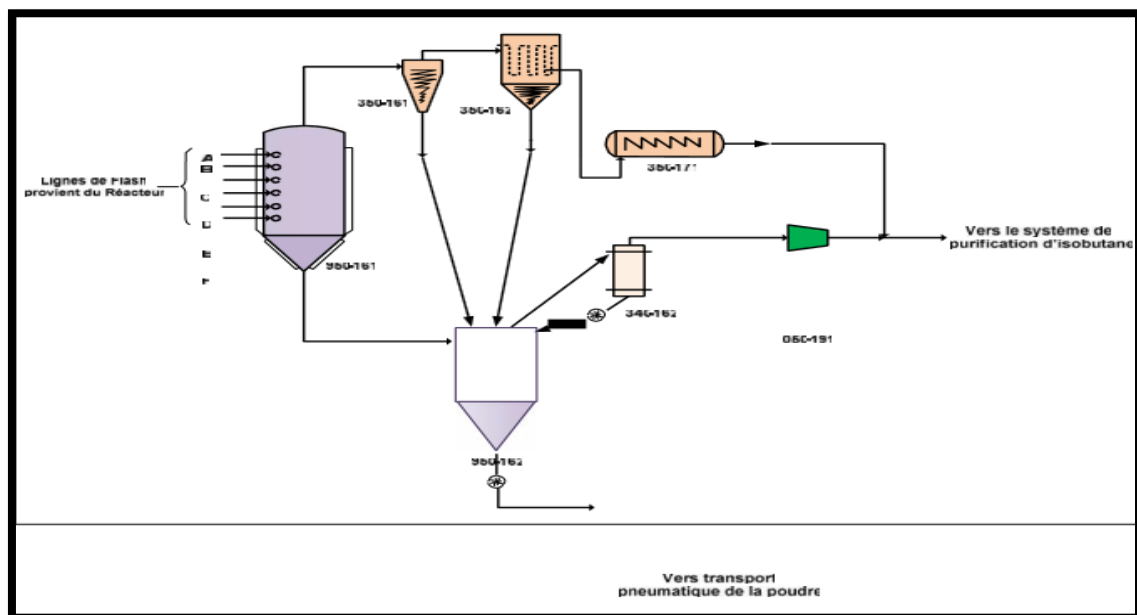 350-161
350-162
A
B
C
D
E
F
Lignes de Flash
provient du Réacteur
350-171
950-161
Vers le système de
purification d'isobutane
340-162
060-191
950-162
Vers transport
pneumatique de la poudre